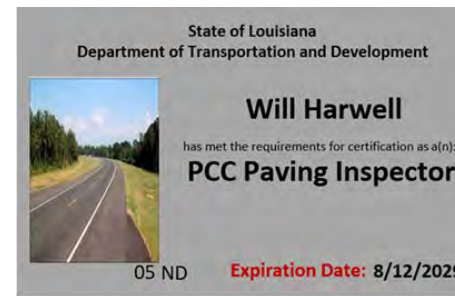 State of Louisiana
Department of Transportation and Development
Will Harwell
has met the requirements for certification as a(n):
PCC Paving Inspector
05 ND
Expiration Date: 8/12/2029